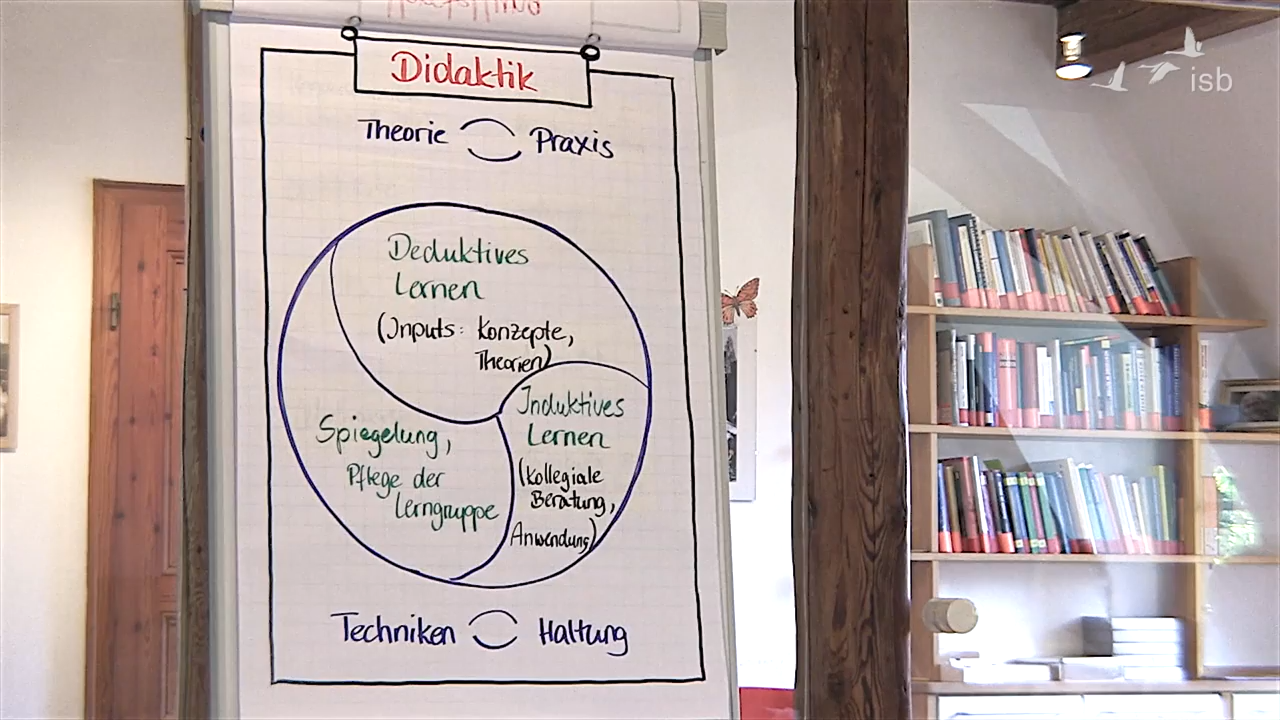 Didaktik
Theorie Praxis
Deduktives
Lernen
(Inputs: Konzepte,
Theorien)
Induktives
Lernen
(Kollegiale
Beratung,
Anwendung)
Spiegelung,
Pflege der
Lerngruppe
Techniken Haltung
isb